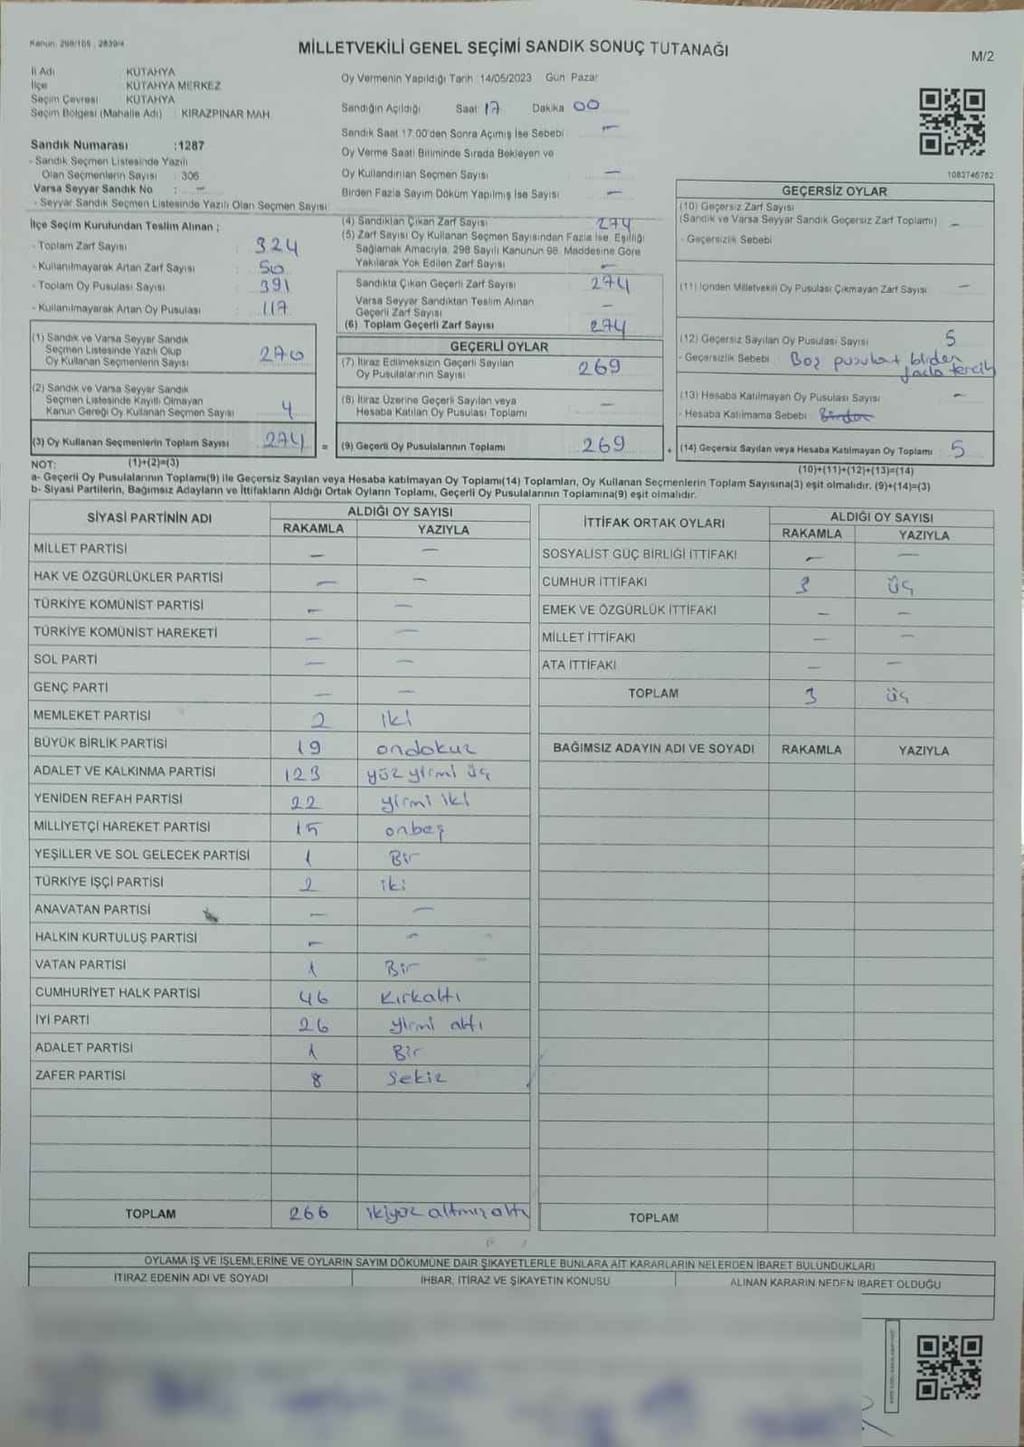 Kanun: 298/105 , 2839/4
MİLLETVEKİLİ GENEL SEÇİMİ SANDIK SONUÇ TUTANAĞI
M/2
İl Adı KÜTAHYA
İlçe KÜTAHYA MERKEZ
Seçim Çevresi KÜTAHYA
Seçim Bölgesi (Mahalle Adı) : KIRAZPINAR MAH
Oy Vermenin Yapıldığı Tarih 14/05/2023 Gün Pazar
Sandığın Açıldığı Saat 17 Dakika 00
Sandık Saat 17.00'den Sonra Açılmış İse Sebebi –
Oy Verme Saati Bitiminde Sırada Bekleyen ve
Oy Kullandırılan Seçmen Sayısı –
Birden Fazla Sayım Döküm Yapılmış İse Sayısı –
1083746762
Sandık Numarası :1287
- Sandık Seçmen Listesinde Yazılı
Olan Seçmenlerin Sayısı : 306
Varsa Seyyar Sandık No : –
- Seyyar Sandık Seçmen Listesinde Yazılı Olan Seçmen Sayısı
İlçe Seçim Kurulundan Teslim Alınan ;
- Toplam Zarf Sayısı : 324
- Kullanılmayarak Artan Zarf Sayısı : 50
- Toplam Oy Pusulası Sayısı : 391
- Kullanılmayarak Artan Oy Pusulası : 117
(1) Sandık ve Varsa Seyyar Sandık
Seçmen Listesinde Yazılı Olup
Oy Kullanan Seçmenlerin Sayısı 270
(2) Sandık ve Varsa Seyyar Sandık
Seçmen Listesinde Kayıtlı Olmayan
Kanun Gereği Oy Kullanan Seçmen Sayısı 4
(3) Oy Kullanan Seçmenlerin Toplam Sayısı 274 =
(1)+(2)=(3)
(4) Sandıktan Çıkan Zarf Sayısı 274
(5) Zarf Sayısı Oy Kullanan Seçmen Sayısından Fazla İse, Eşitliği
Sağlamak Amacıyla, 298 Sayılı Kanunun 98. Maddesine Göre
Yakılarak Yok Edilen Zarf Sayısı –
Sandıkta Çıkan Geçerli Zarf Sayısı 274
Varsa Seyyar Sandıktan Teslim Alınan
Geçerli Zarf Sayısı –
(6) Toplam Geçerli Zarf Sayısı 274
GEÇERLİ OYLAR
(7) İtiraz Edilmeksizin Geçerli Sayılan
Oy Pusulalarının Sayısı 269
(8) İtiraz Üzerine Geçerli Sayılan veya
Hesaba Katılan Oy Pusulası Toplamı –
(9) Geçerli Oy Pusulalarının Toplamı 269 +
GEÇERSİZ OYLAR
(10) Geçersiz Zarf Sayısı
(Sandık ve Varsa Seyyar Sandık Geçersiz Zarf Toplamı) –
- Geçersizlik Sebebi
(11) İçinden Milletvekili Oy Pusulası Çıkmayan Zarf Sayısı –
(12) Geçersiz Sayılan Oy Pusulası Sayısı 5
- Geçersizlik Sebebi Boş pusula + birden
fazla tercih
(13) Hesaba Katılmayan Oy Pusulası Sayısı –
- Hesaba Katılmama Sebebi Birden
(14) Geçersiz Sayılan veya Hesaba Katılmayan Oy Toplamı 5
(10)+(11)+(12)+(13)=(14)
NOT:
a- Geçerli Oy Pusulalarının Toplamı(9) ile Geçersiz Sayılan veya Hesaba katılmayan Oy Toplamı(14) Toplamları, Oy Kullanan Seçmenlerin Toplam Sayısına(3) eşit olmalıdır. (9)+(14)=(3)
b- Siyasi Partilerin, Bağımsız Adayların ve İttifakların Aldığı Ortak Oyların Toplamı, Geçerli Oy Pusulalarının Toplamına(9) eşit olmalıdır.
SİYASİ PARTİNİN ADI ALDIĞI OY SAYISI
RAKAMLA YAZIYLA
MİLLET PARTİSİ – –
HAK VE ÖZGÜRLÜKLER PARTİSİ – –
TÜRKİYE KOMÜNİST PARTİSİ – –
TÜRKİYE KOMÜNİST HAREKETİ – –
SOL PARTİ – –
GENÇ PARTİ – –
MEMLEKET PARTİSİ 2 iki
BÜYÜK BİRLİK PARTİSİ 19 ondokuz
ADALET VE KALKINMA PARTİSİ 123 yüz yirmi üç
YENİDEN REFAH PARTİSİ 22 yirmi iki
MİLLİYETÇİ HAREKET PARTİSİ 15 onbeş
YEŞİLLER VE SOL GELECEK PARTİSİ 1 Bir
TÜRKİYE İŞÇİ PARTİSİ 2 iki
ANAVATAN PARTİSİ – –
HALKIN KURTULUŞ PARTİSİ – –
VATAN PARTİSİ 1 Bir
CUMHURİYET HALK PARTİSİ 46 Kırkaltı
İYİ PARTİ 26 yirmi altı
ADALET PARTİSİ 1 Bir
ZAFER PARTİSİ 8 Sekiz
TOPLAM 266 ikiyüz altmış altı
İTTİFAK ORTAK OYLARI ALDIĞI OY SAYISI
RAKAMLA YAZIYLA
SOSYALİST GÜÇ BİRLİĞİ İTTİFAKI – –
CUMHUR İTTİFAKI 3 üç
EMEK VE ÖZGÜRLÜK İTTİFAKI – –
MİLLET İTTİFAKI – –
ATA İTTİFAKI – –
TOPLAM 3 üç
BAĞIMSIZ ADAYIN ADI VE SOYADI RAKAMLA YAZIYLA
TOPLAM
OYLAMA İŞ VE İŞLEMLERİNE VE OYLARIN SAYIM DÖKÜMÜNE DAİR ŞİKAYETLERLE BUNLARA AİT KARARLARIN NELERDEN İBARET BULUNDUKLARI
İTİRAZ EDENİN ADI VE SOYADI İHBAR, İTİRAZ VE ŞİKAYETİN KONUSU ALINAN KARARIN NEDEN İBARET OLDUĞU